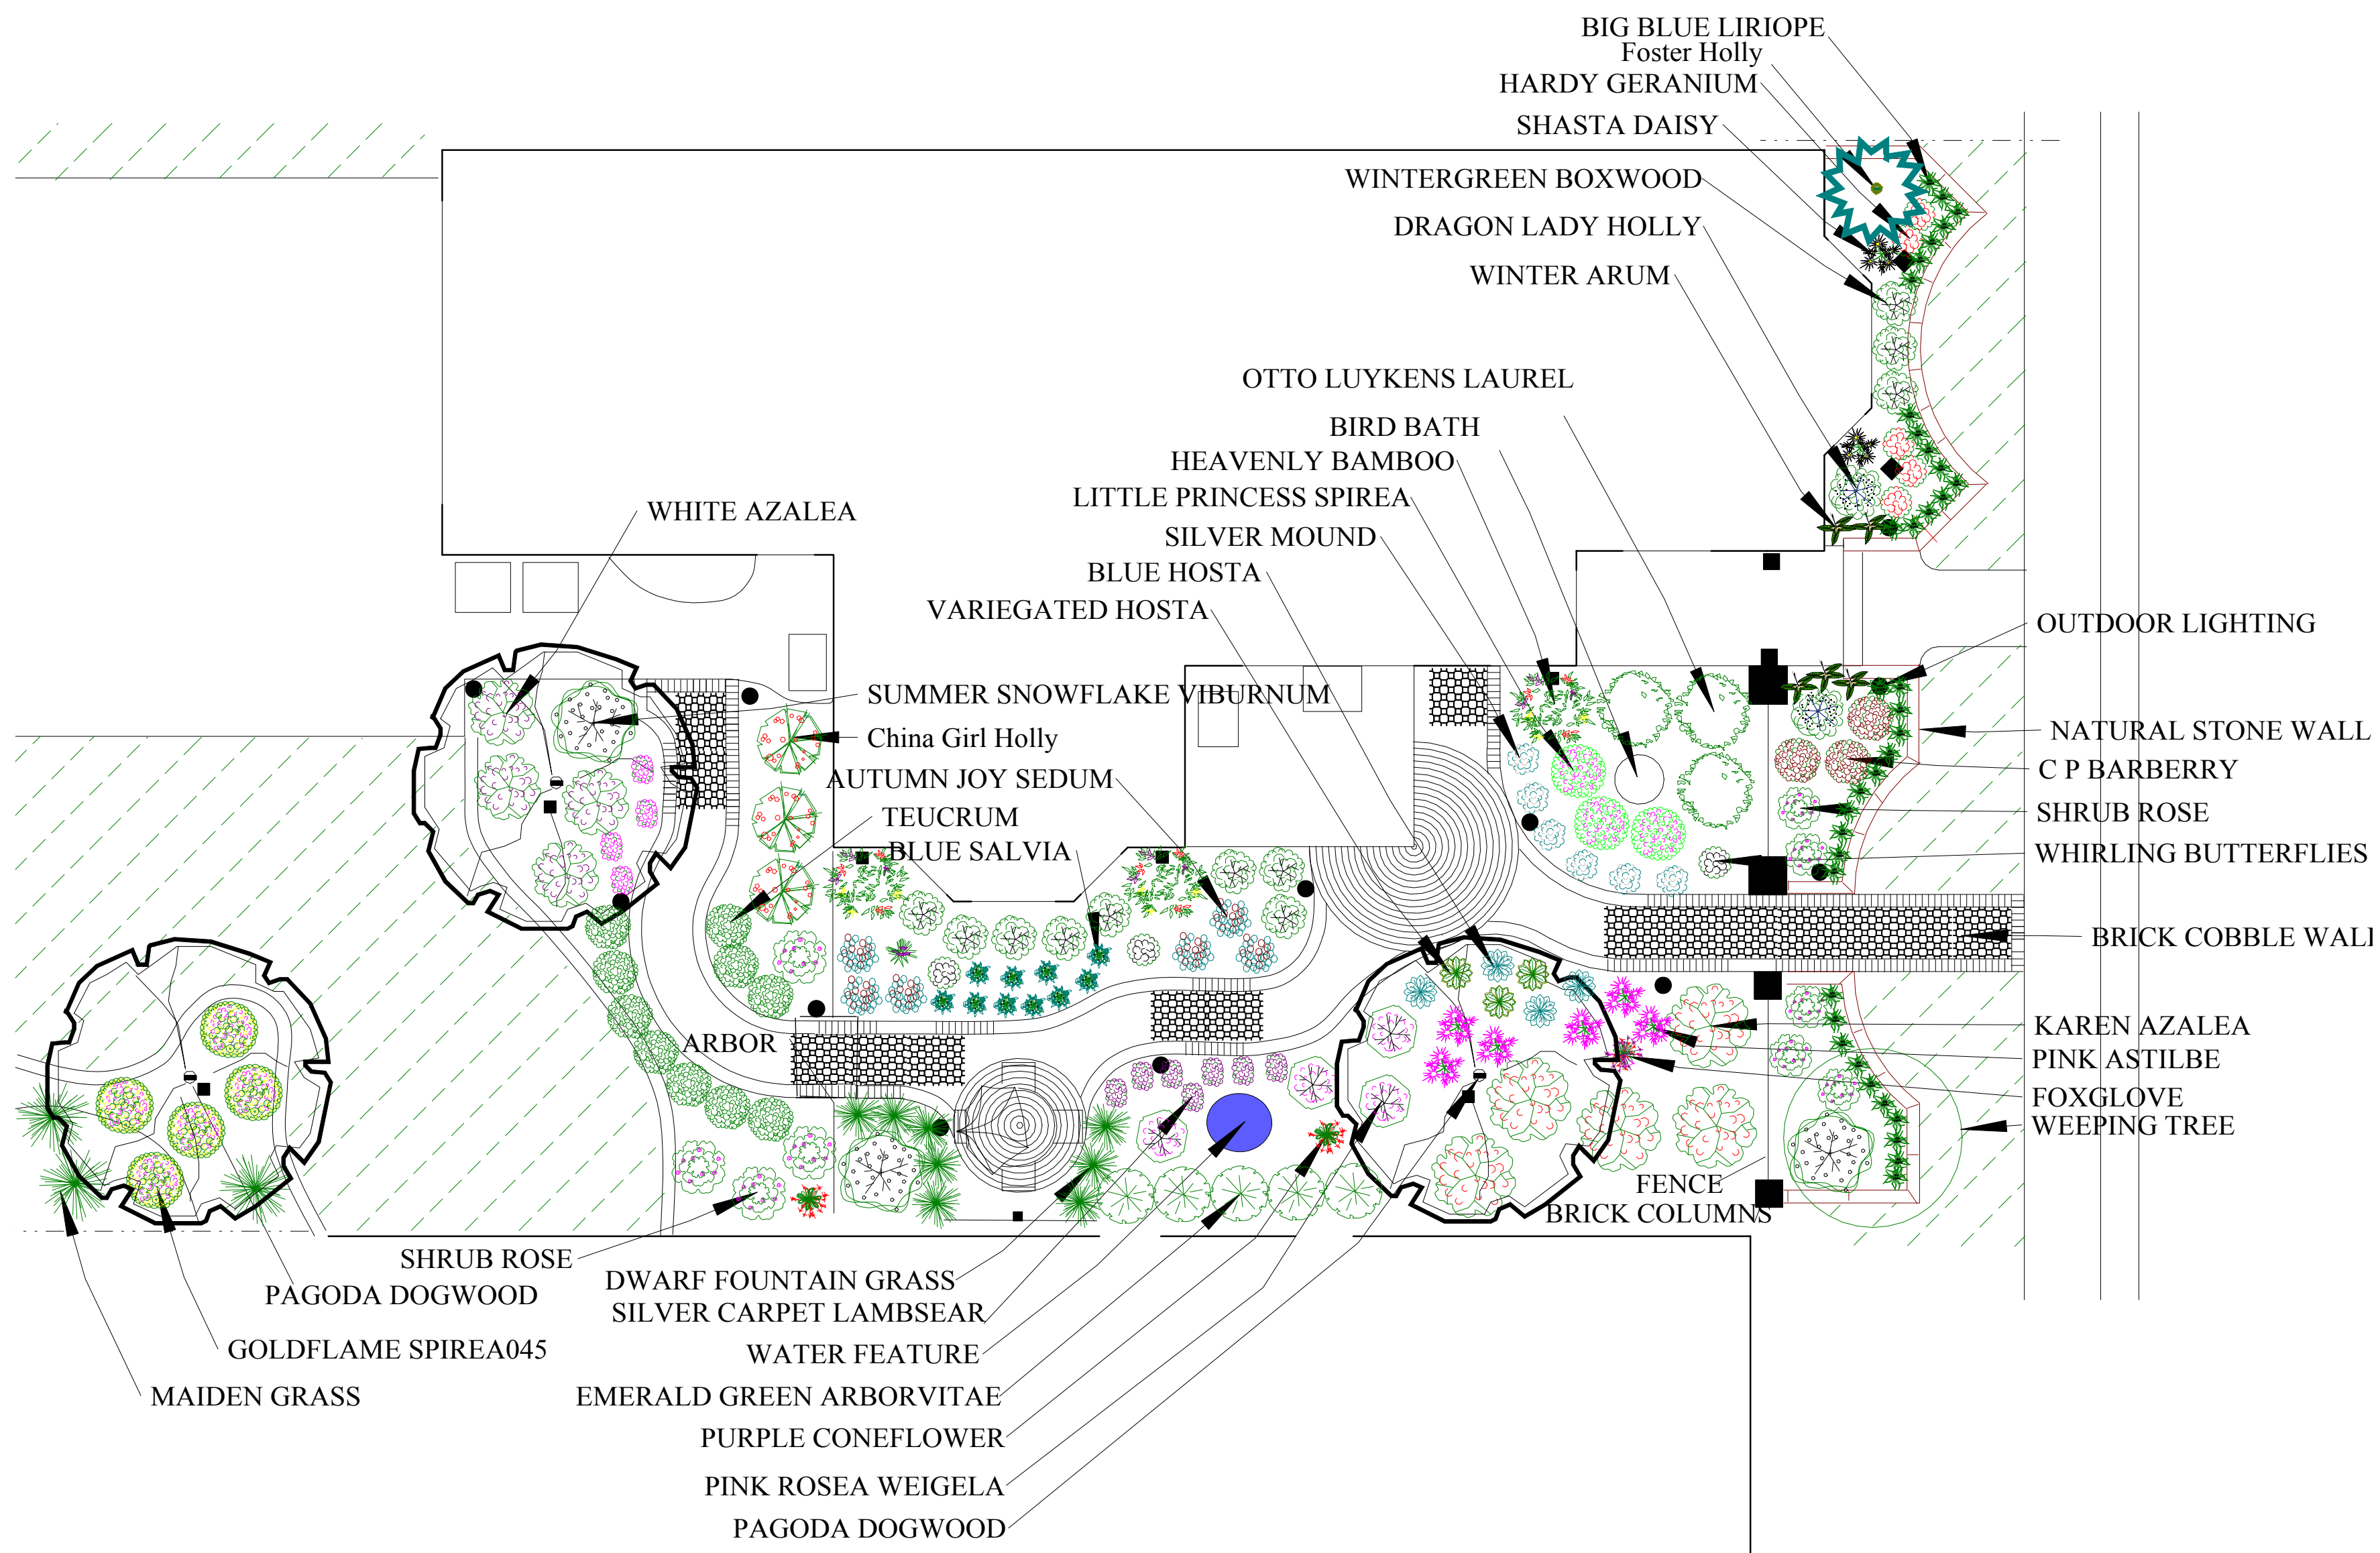 BIG BLUE LIRIOPE
Foster Holly
HARDY GERANIUM
SHASTA DAISY
WINTERGREEN BOXWOOD
DRAGON LADY HOLLY
WINTER ARUM
OTTO LUYKENS LAUREL
BIRD BATH
HEAVENLY BAMBOO
LITTLE PRINCESS SPIREA
WHITE AZALEA
SILVER MOUND
BLUE HOSTA
VARIEGATED HOSTA
OUTDOOR LIGHTING
SUMMER SNOWFLAKE VIBURNUM
NATURAL STONE WALL
China Girl Holly
C P BARBERRY
AUTUMN JOY SEDUM
SHRUB ROSE
TEUCRUM
BLUE SALVIA
WHIRLING BUTTERFLIES
BRICK COBBLE WAL
KAREN AZALEA
ARBOR
PINK ASTILBE
FOXGLOVE
WEEPING TREE
FENCE
BRICK COLUMNS
SHRUB ROSE
DWARF FOUNTAIN GRASS
PAGODA DOGWOOD
SILVER CARPET LAMBSEAR
GOLDFLAME SPIREA045
WATER FEATURE
MAIDEN GRASS
EMERALD GREEN ARBORVITAE
PURPLE CONEFLOWER
PINK ROSEA WEIGELA
PAGODA DOGWOOD